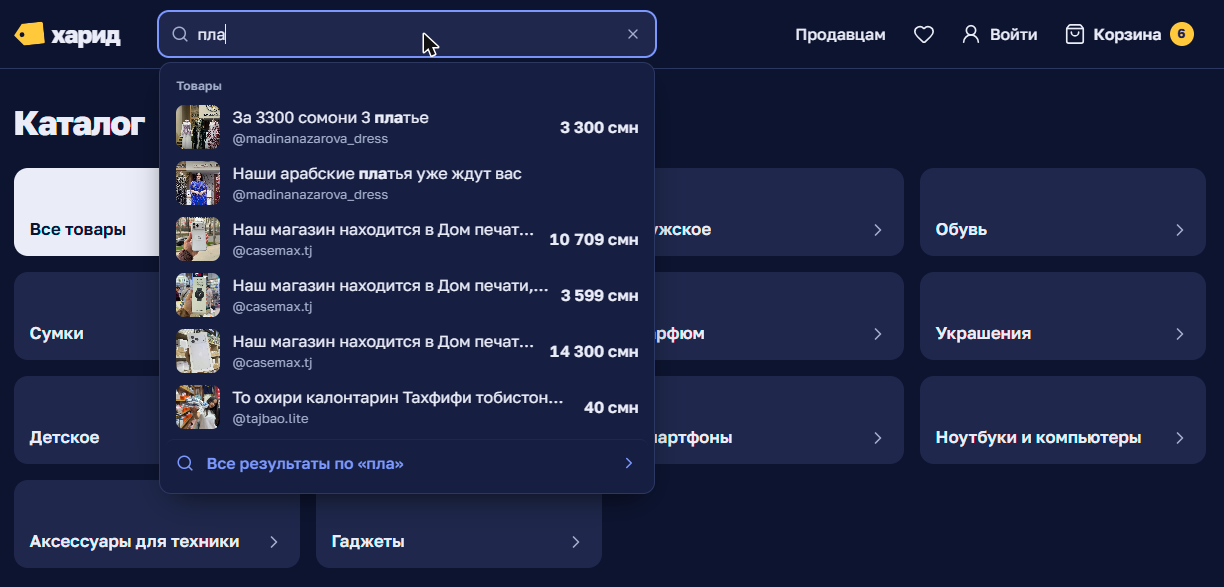 харид
пла
Продавцам
Войти
Корзина 6
Товары
За 3300 сомони 3 платье
@madinanazarova_dress
3 300 смн
Наши арабские платья уже ждут вас
@madinanazarova_dress
Наш магазин находится в Дом печат...
@casemax.tj
10 709 смн
Наш магазин находится в Дом печати,...
@casemax.tj
3 599 смн
Наш магазин находится в Дом печат...
@casemax.tj
14 300 смн
То охири калонтарин Тахфифи тобистон...
@tajbao.lite
40 смн
Все результаты по «пла»
Каталог
Все товары
Обувь
Сумки
Украшения
Детское
Ноутбуки и компьютеры
Аксессуары для техники
Гаджеты